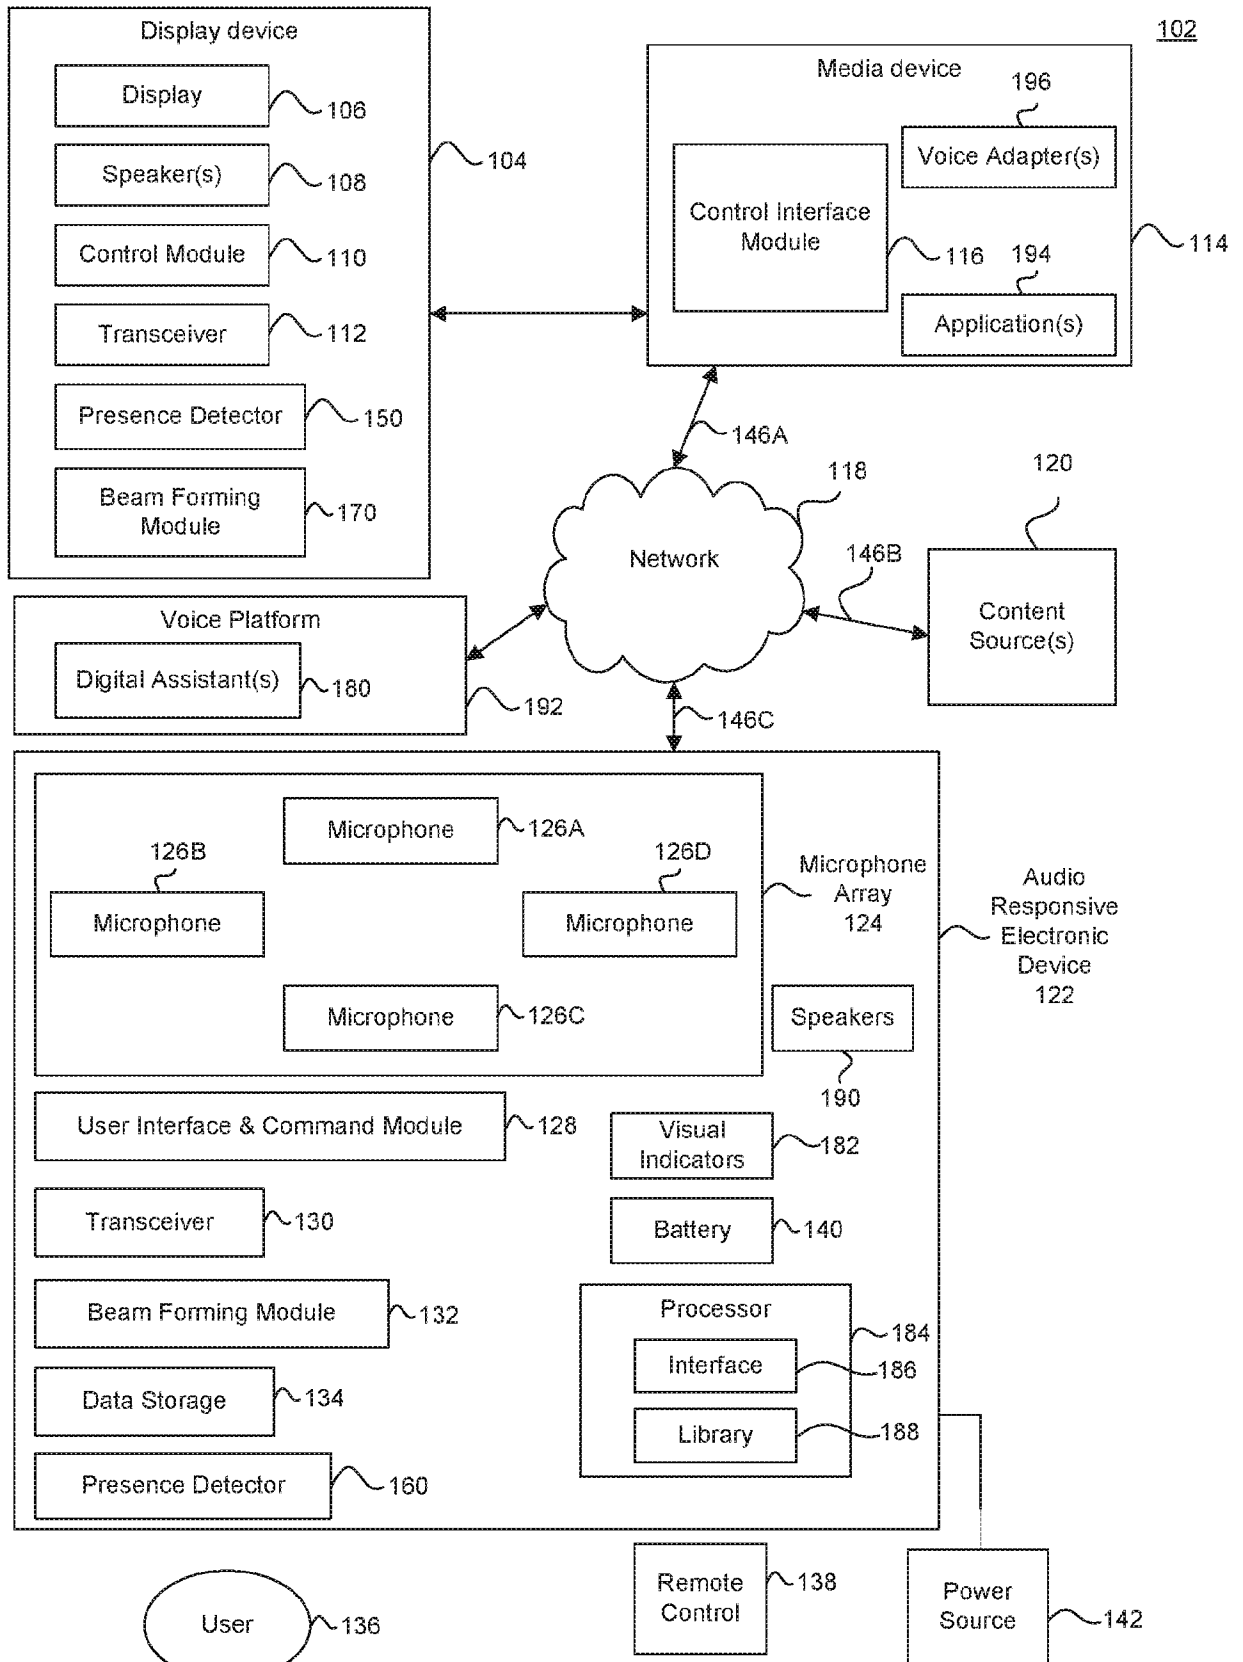 102
Display device
Display
106
Speaker(s)
108
Control Module
110
Transceiver
112
Presence Detector
150
Beam Forming
Module
170
104
Media device
196
Voice Adapter(s)
Control Interface
Module
116
194
Application(s)
114
146A
118
Network
120
146B
Content
Source(s)
Voice Platform
Digital Assistant(s)
180
192
146C
Microphone
126A
126B
Microphone
126D
Microphone
Microphone
126C
Microphone
Array
124
Audio
Responsive
Electronic
Device
122
Speakers
190
User Interface & Command Module
128
Visual
Indicators
182
Transceiver
130
Battery
140
Beam Forming Module
132
Processor
184
Interface
186
Library
188
Data Storage
134
Presence Detector
160
User
136
Remote
Control
138
Power
Source
142